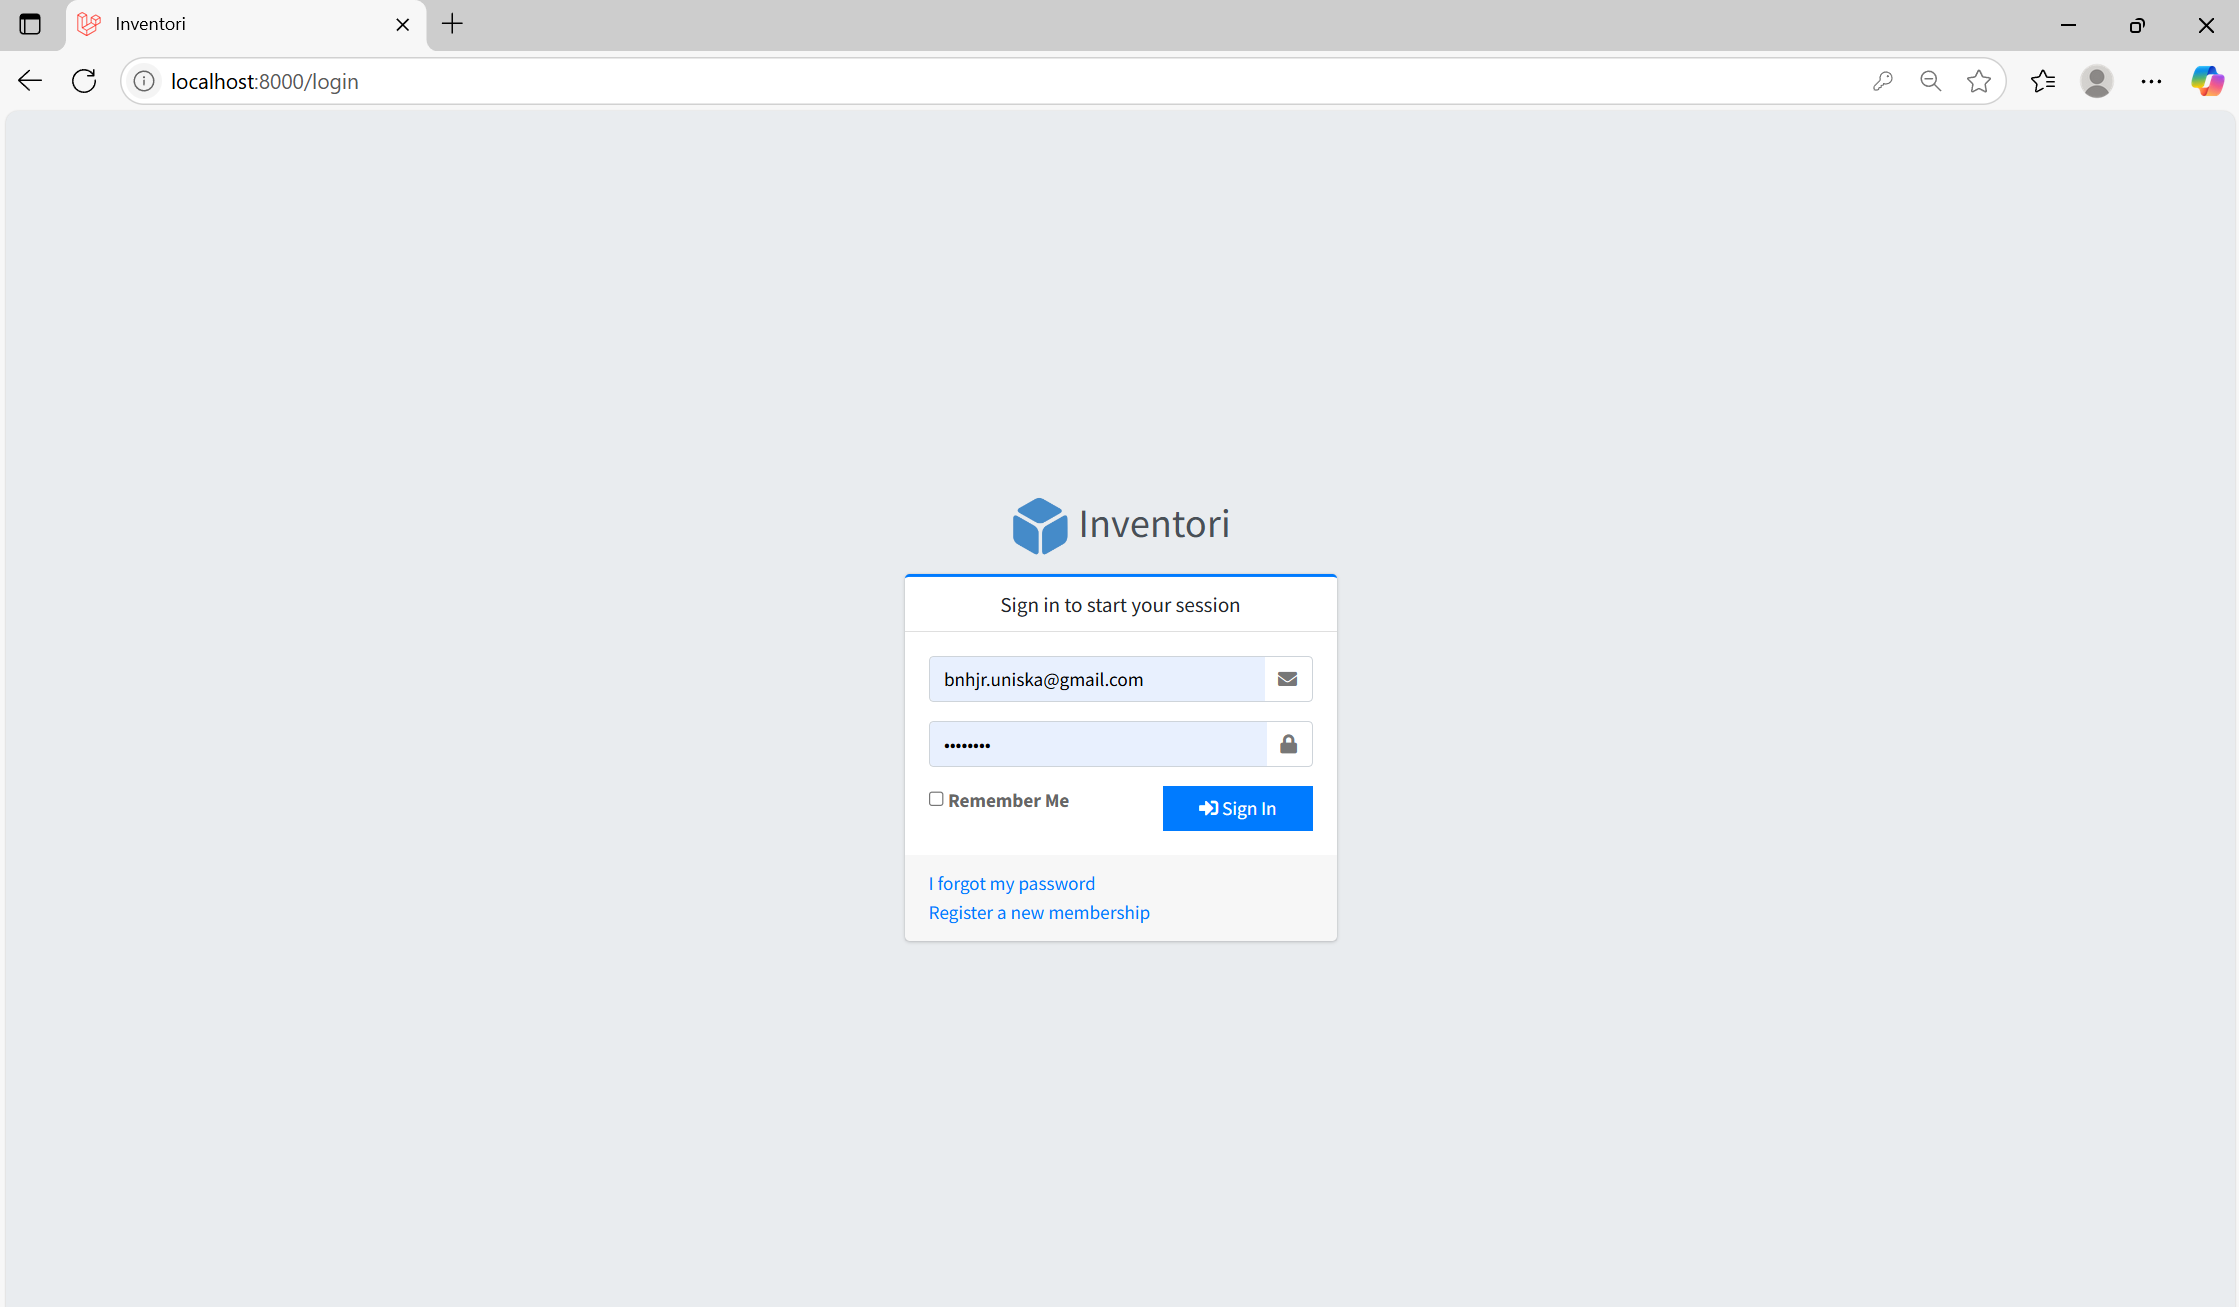 Inventori
localhost:8000/login
Inventori
Sign in to start your session
bnhjr.uniska@gmail.com
••••••••
Remember Me
Sign In
I forgot my password
Register a new membership